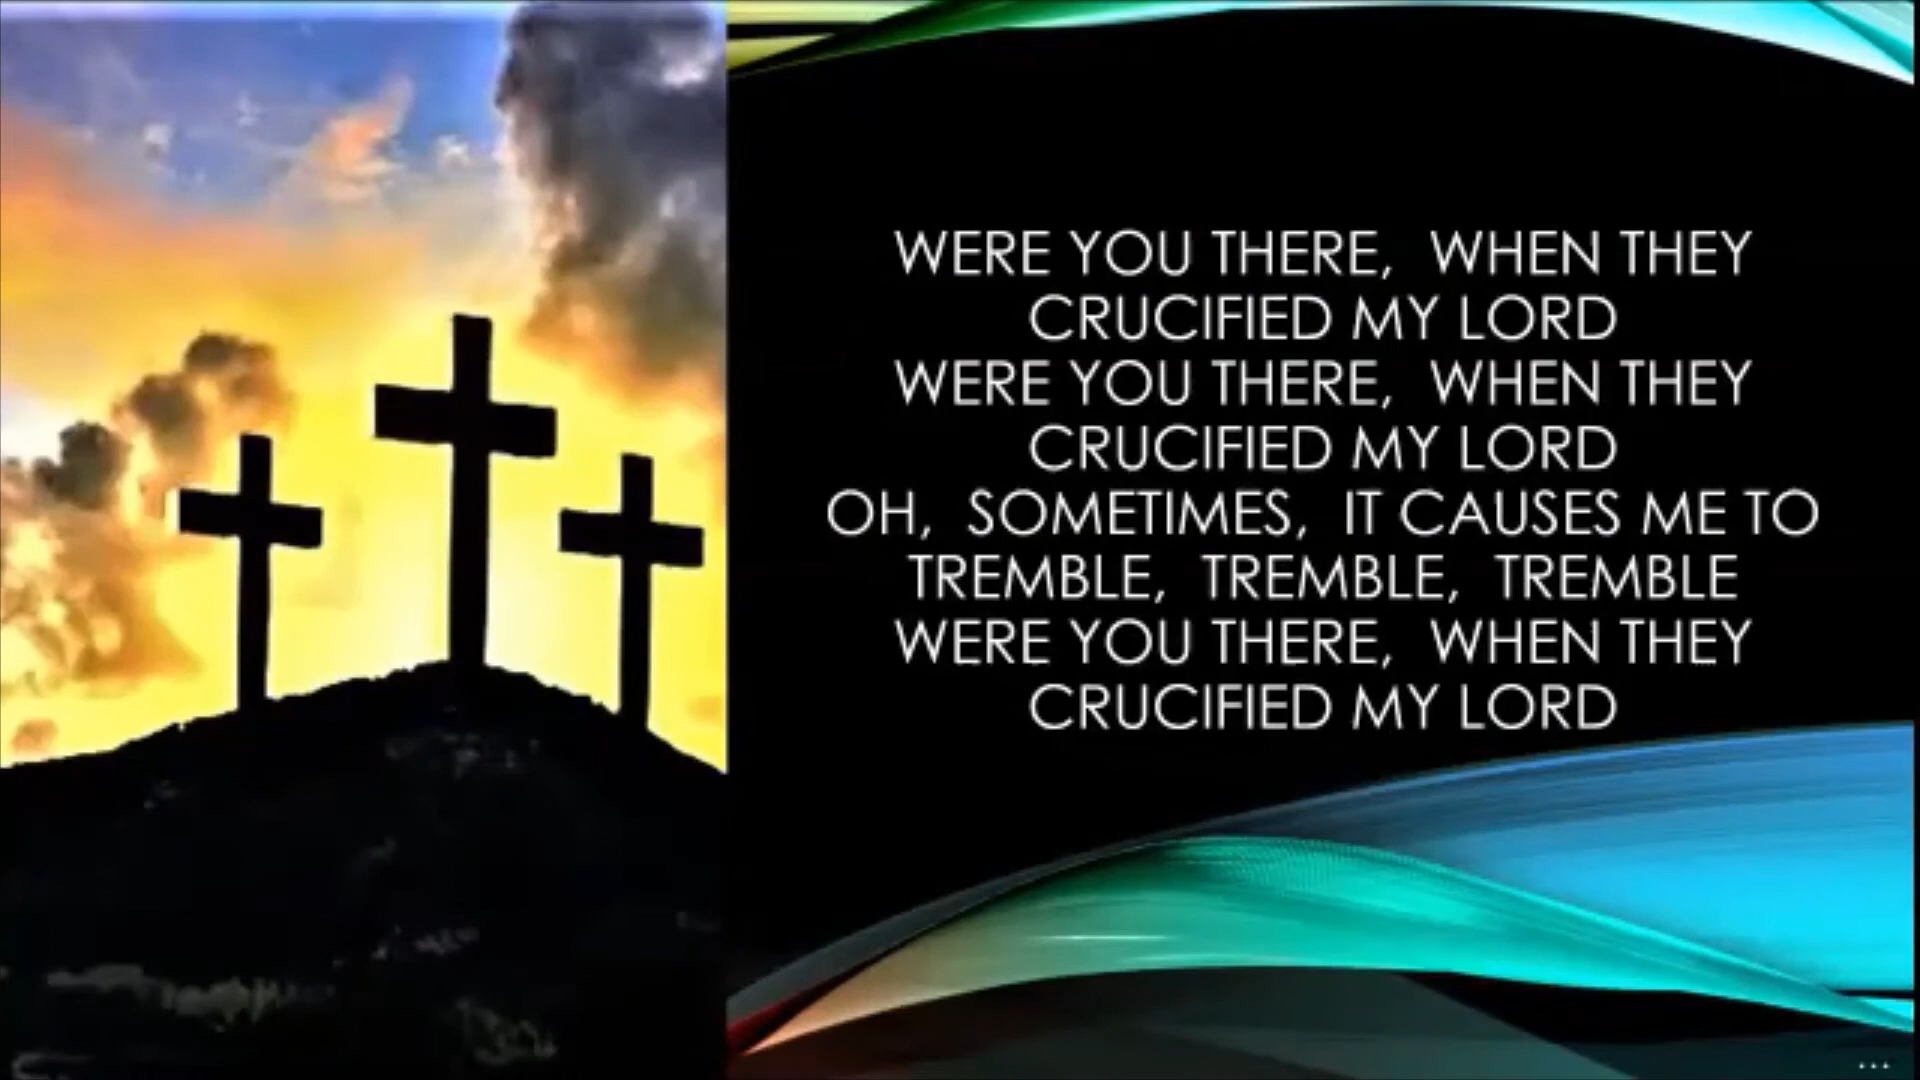 WERE YOU THERE, WHEN THEY
CRUCIFIED MY LORD
WERE YOU THERE, WHEN THEY
CRUCIFIED MY LORD
OH, SOMETIMES, IT CAUSES ME TO
TREMBLE, TREMBLE, TREMBLE
WERE YOU THERE, WHEN THEY
CRUCIFIED MY LORD